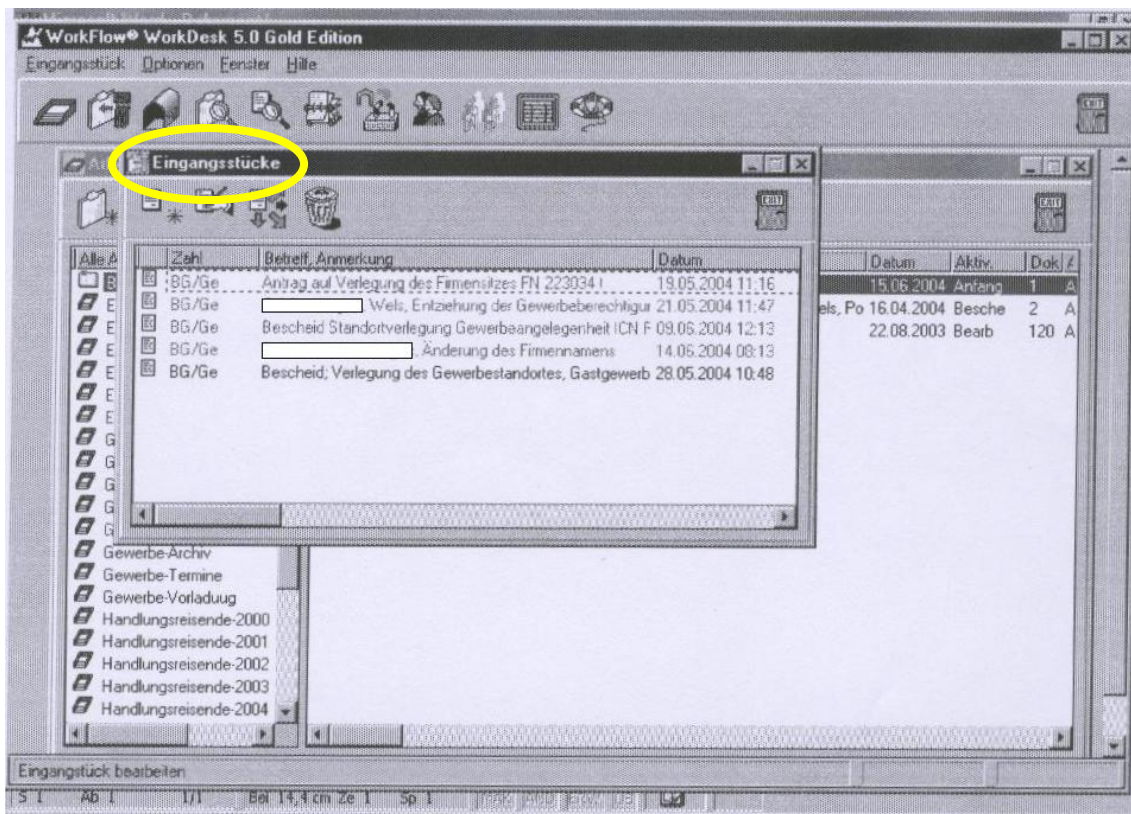 WorkFlow® WorkDesk 5.0 Gold Edition
Eingangsstück Optionen Fenster Hilfe
EXIT
Eingangsstücke
EXIT
EXIT
Alle A
Zahl Betreff, Anmerkung Datum
Datum Aktiv. Dok
BG/Ge Antrag auf Verlegung des Firmensitzes FN 223034 19.05.2004 11:16
15.06.2004 Anfang 1 A
BG/Ge , Wels, Entziehung der Gewerbeberechtigur 21.05.2004 11:47
els, Po 16.04.2004 Besche 2 A
BG/Ge Bescheid Standortverlegung Gewerbeangelegenheit ICN F 09.06.2004 12:13
22.08.2003 Bearb 120 A
BG/Ge , Änderung des Firmennamens 14.06.2004 08:13
BG/Ge Bescheid; Verlegung des Gewerbestandortes, Gastgewerb 28.05.2004 10:48
B
E
E
E
E
E
E
G
G
G
G
G
Gewerbe-Archiv
Gewerbe-Termine
Gewerbe-Vorladuug
Handlungsreisende-2000
Handlungsreisende-2001
Handlungsreisende-2002
Handlungsreisende-2003
Handlungsreisende-2004
Eingangstück bearbeiten
S 1 Ab 1 1/1 Bei 14,4 cm Ze 1 Sp 1